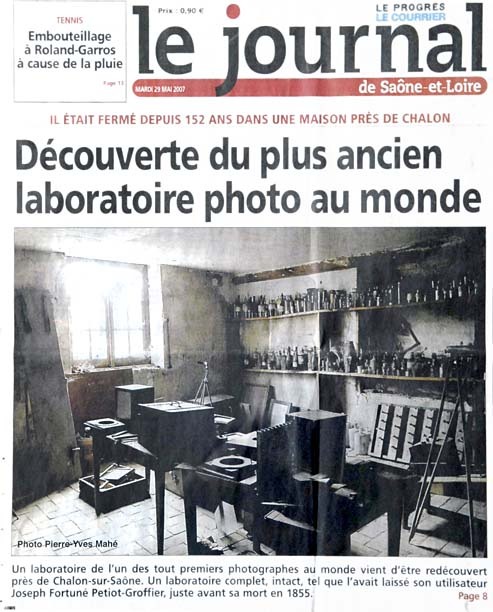 TENNIS
Embouteillage
à Roland-Garros
à cause de la pluie
Page 13
Prix : 0,90 €
LE PROGRES
LE COURRIER
le journal
MARDI 29 MAI 2007
de Saône-et-Loire
IL ÉTAIT FERMÉ DEPUIS 152 ANS DANS UNE MAISON PRÈS DE CHALON
Découverte du plus ancien
laboratoire photo au monde
Photo Pierre-Yves Mahé
Un laboratoire de l'un des tout premiers photographes au monde vient d'être redécouvert
près de Chalon-sur-Saône. Un laboratoire complet, intact, tel que l'avait laissé son utilisateur
Joseph Fortuné Petiot-Groffier, juste avant sa mort en 1855.
Page 8